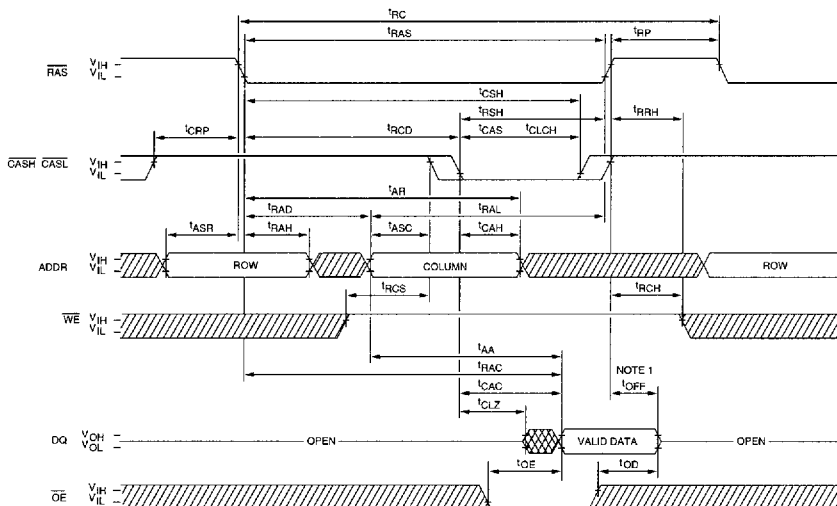 tRC
tRAS
tRP
RAS VIH
VIL
tCSH
tRSH
tRRH
tCRP
tRCD
tCAS
tCLCH
CASH CASL VIH
VIL
tAR
tRAD
tRAL
tASR
tRAH
tASC
tCAH
ADDR VIH
VIL
ROW
COLUMN
ROW
tRCS
tRCH
WE VIH
VIL
tAA
tRAC
NOTE 1
tCAC
tOFF
tCLZ
DQ VOH
VOL
OPEN
VALID DATA
OPEN
tOE
tOD
OE VIH
VIL